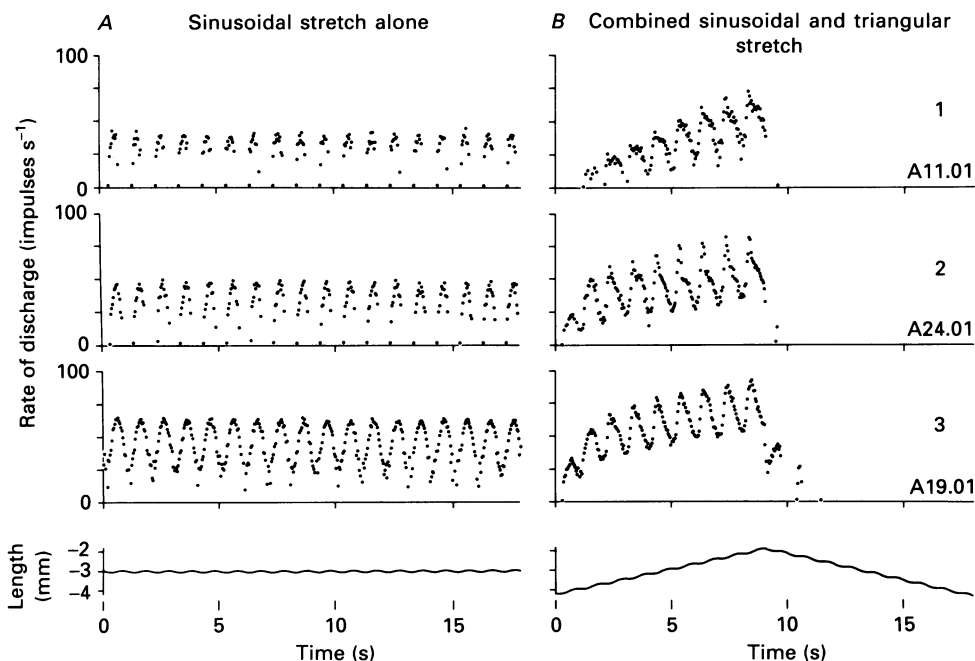 A Sinusoidal stretch alone
B Combined sinusoidal and triangular
stretch
Rate of discharge (impulses s⁻¹)
100
0
100
0
100
0
1
A11.01
2
A24.01
3
A19.01
Length
(mm)
−2
−3
−4
0 5 10 15
Time (s)
0 5 10 15
Time (s)